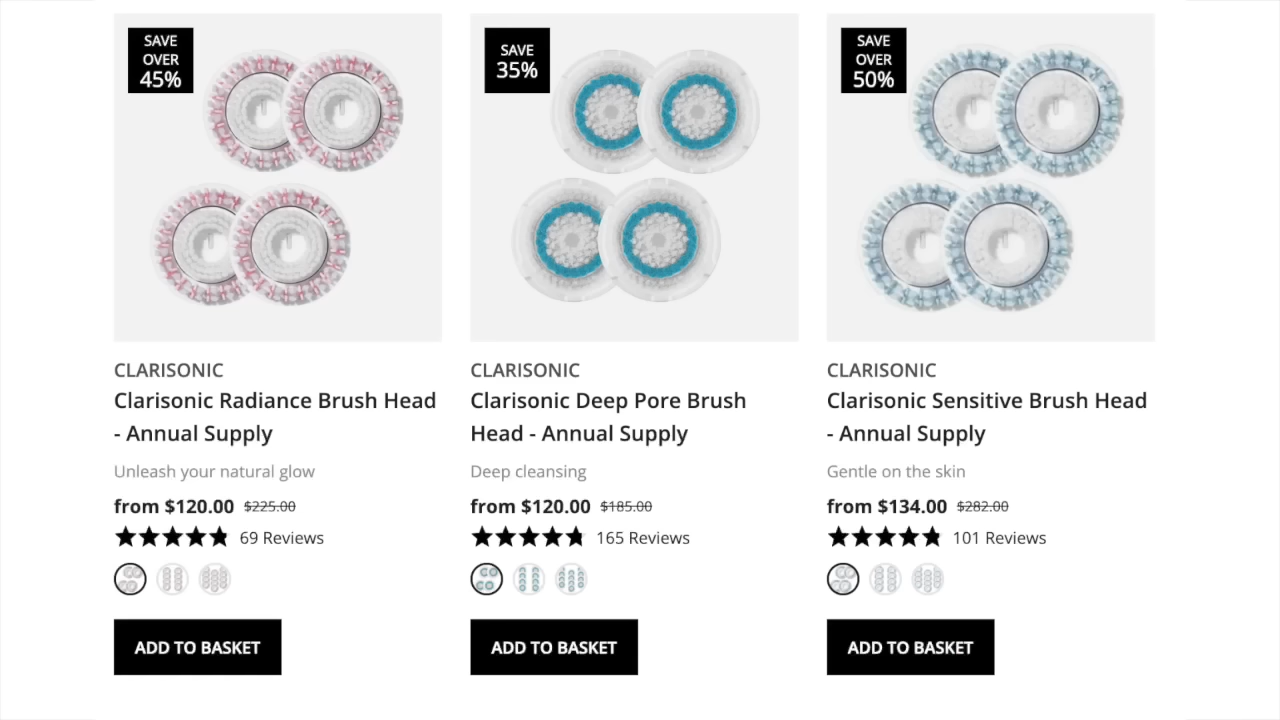 SAVE
OVER
45%
CLARISONIC
Clarisonic Radiance Brush Head
- Annual Supply
Unleash your natural glow
from $120.00 $225.00
69 Reviews
ADD TO BASKET
SAVE
35%
CLARISONIC
Clarisonic Deep Pore Brush
Head - Annual Supply
Deep cleansing
from $120.00 $185.00
165 Reviews
ADD TO BASKET
SAVE
OVER
50%
CLARISONIC
Clarisonic Sensitive Brush Head
- Annual Supply
Gentle on the skin
from $134.00 $282.00
101 Reviews
ADD TO BASKET